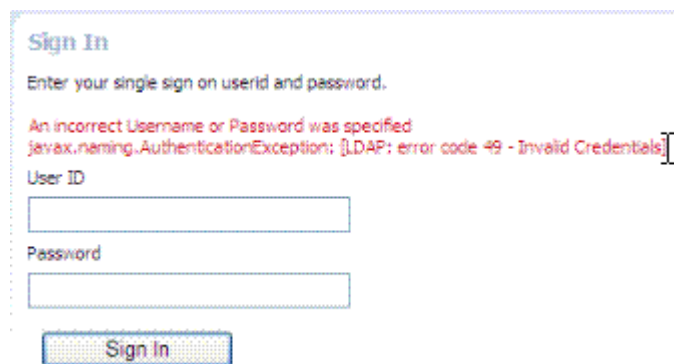 Sign In
Enter your single sign on userid and password.
An incorrect Username or Password was specified
javax.naming.AuthenticationException: [LDAP: error code 49 - Invalid Credentials]
User ID
Password
Sign In